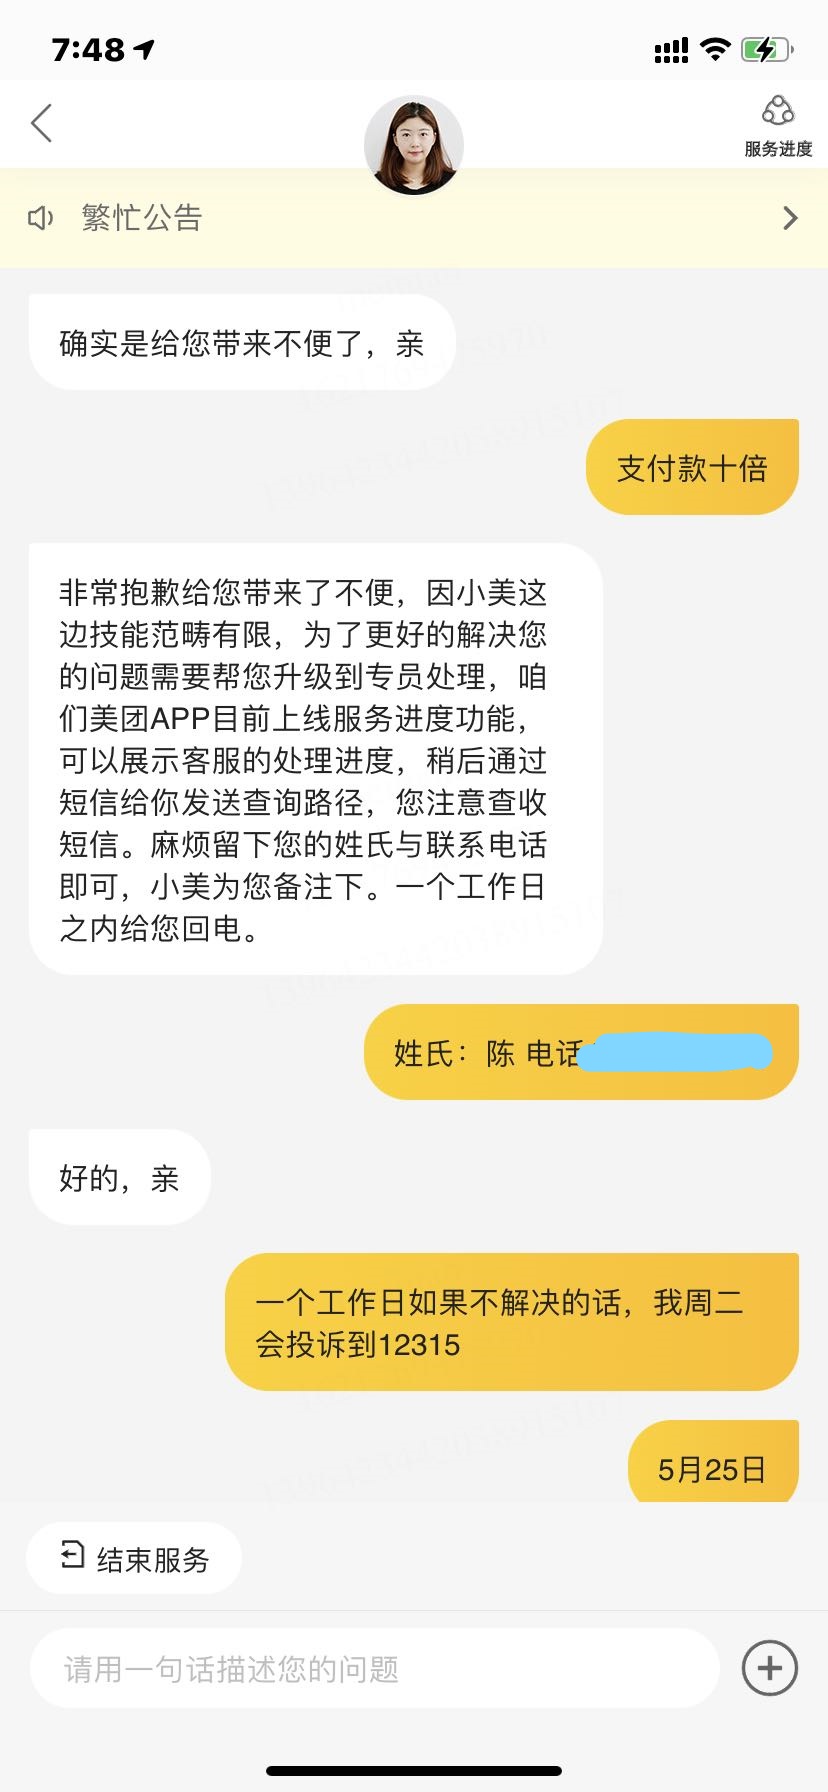 7:48
服务进度
繁忙公告
确实是给您带来不便了，亲
支付款十倍
非常抱歉给您带来了不便，因小美这
边技能范畴有限，为了更好的解决您
的问题需要帮您升级到专员处理，咱
们美团APP目前上线服务进度功能，
可以展示客服的处理进度，稍后通过
短信给你发送查询路径，您注意查收
短信。麻烦留下您的姓氏与联系电话
即可，小美为您备注下。一个工作日
之内给您回电。
姓氏：陈 电话
好的，亲
一个工作日如果不解决的话，我周二
会投诉到12315
5月25日
结束服务
请用一句话描述您的问题